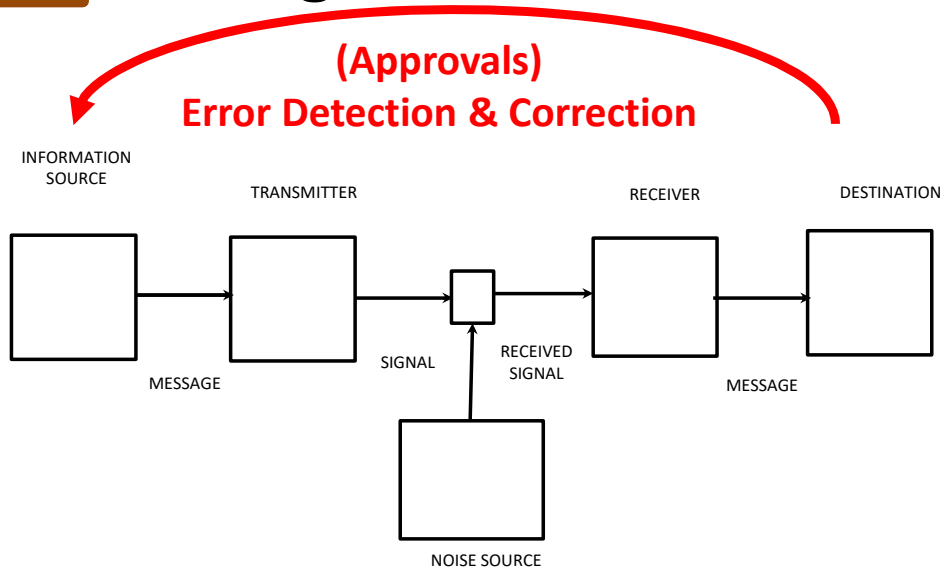 (Approvals)
Error Detection & Correction
INFORMATION
SOURCE
TRANSMITTER
RECEIVER
DESTINATION
MESSAGE
SIGNAL
RECEIVED
SIGNAL
MESSAGE
NOISE SOURCE